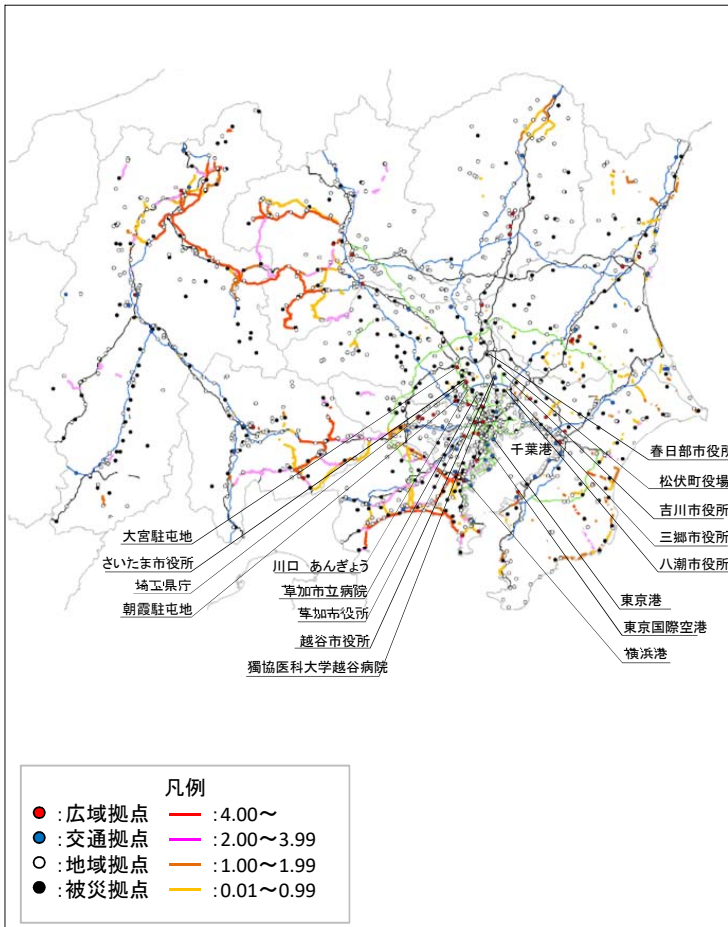 千葉港
春日部市役所
松伏町役場
吉川市役所
三郷市役所
八潮市役所
東京港
東京国際空港
横浜港
大宮駐屯地
さいたま市役所
埼玉県庁
朝霞駐屯地
川口 あんぎょう
草加市立病院
草加市役所
越谷市役所
獨協医科大学越谷病院
凡例
:広域拠点
:4.00～
:交通拠点
:2.00～3.99
:地域拠点
:1.00～1.99
:被災拠点
:0.01～0.99